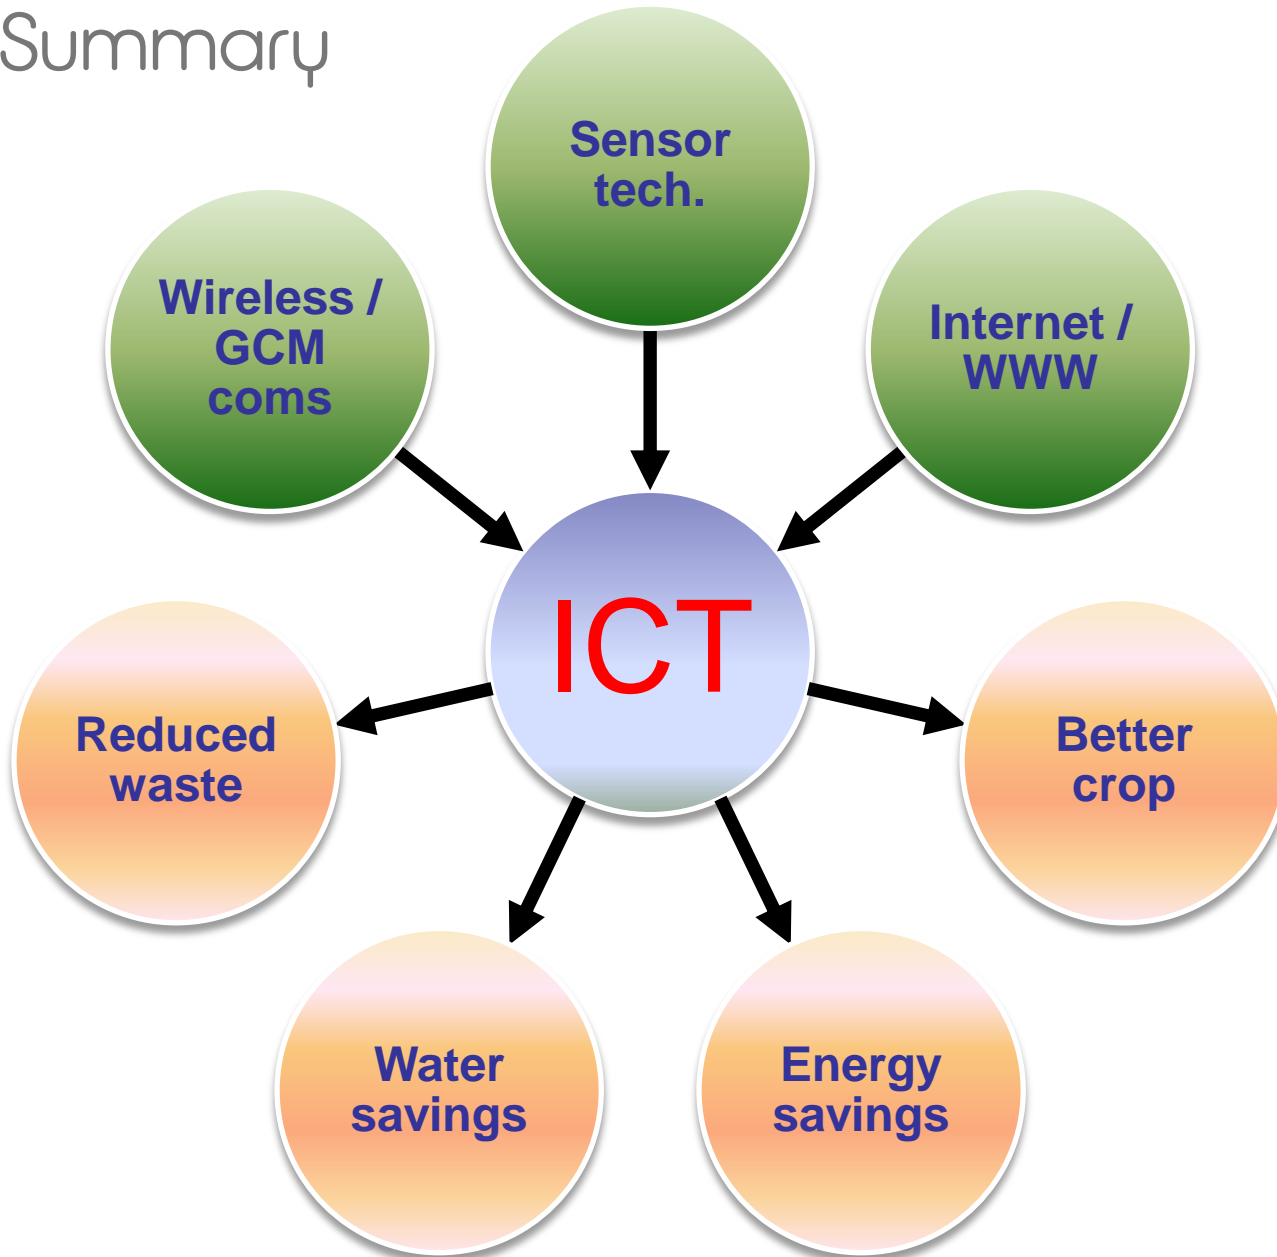 Summary
Sensor
tech.
Wireless /
GCM
coms
Internet /
WWW
ICT
Reduced
waste
Better
crop
Water
savings
Energy
savings